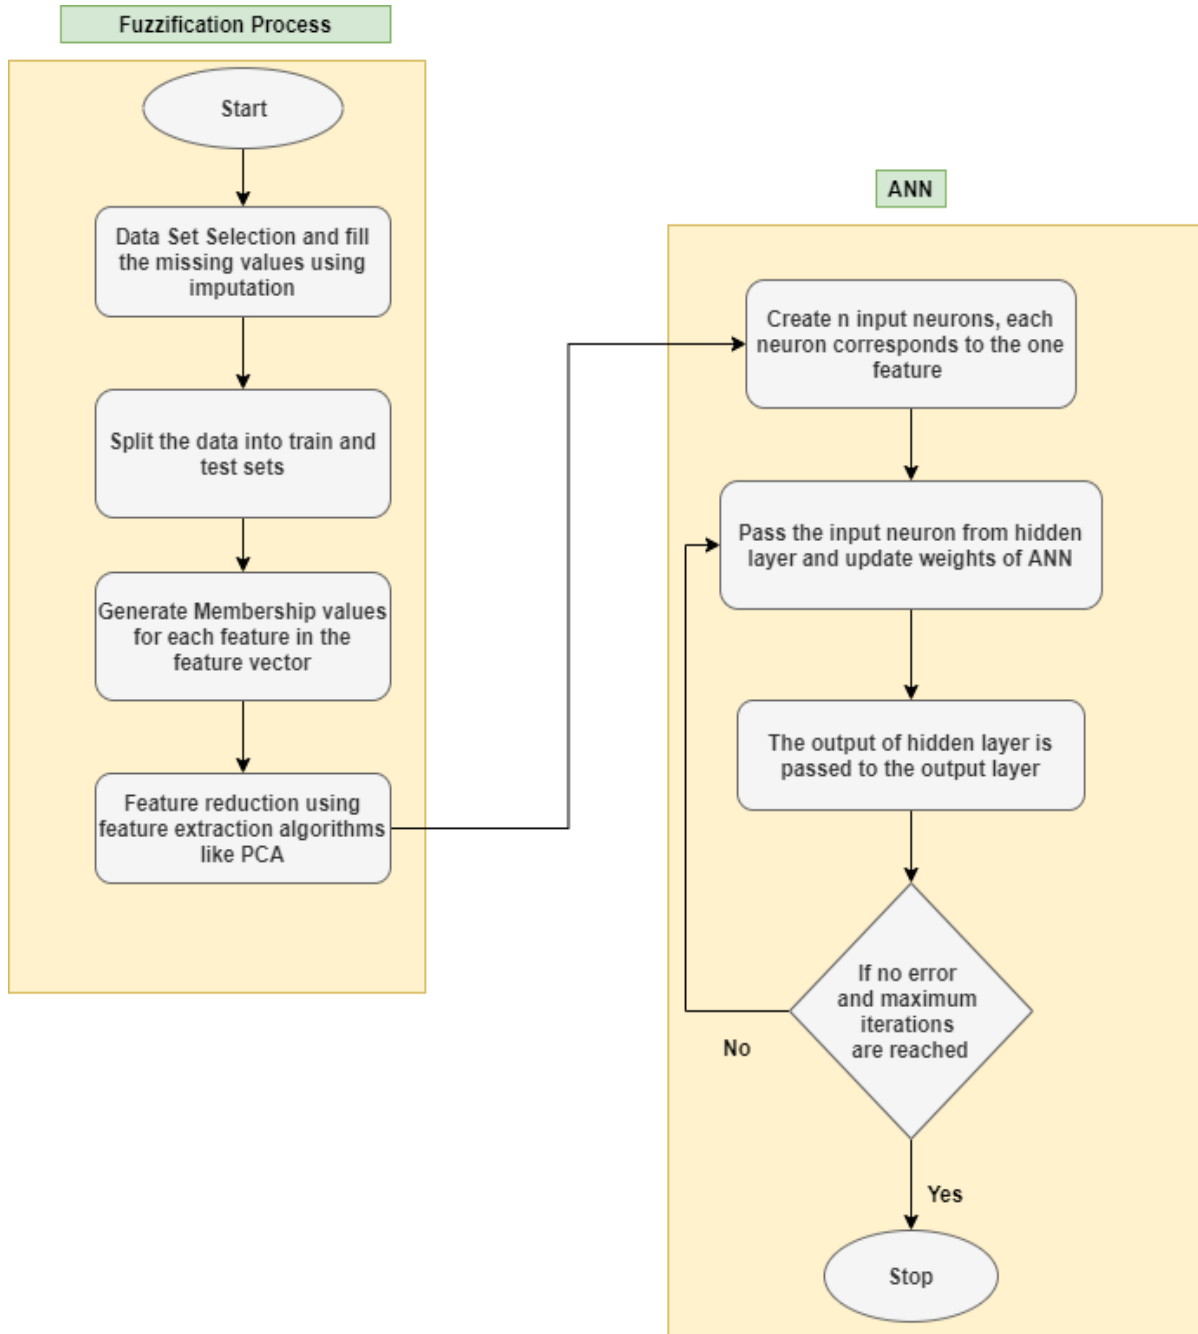 Fuzzification Process
Start
Data Set Selection and fill
the missing values using
imputation
Split the data into train and
test sets
Generate Membership values
for each feature in the
feature vector
Feature reduction using
feature extraction algorithms
like PCA
ANN
Create n input neurons, each
neuron corresponds to the one
feature
Pass the input neuron from hidden
layer and update weights of ANN
The output of hidden layer is
passed to the output layer
If no error
and maximum
iterations
are reached
No
Yes
Stop